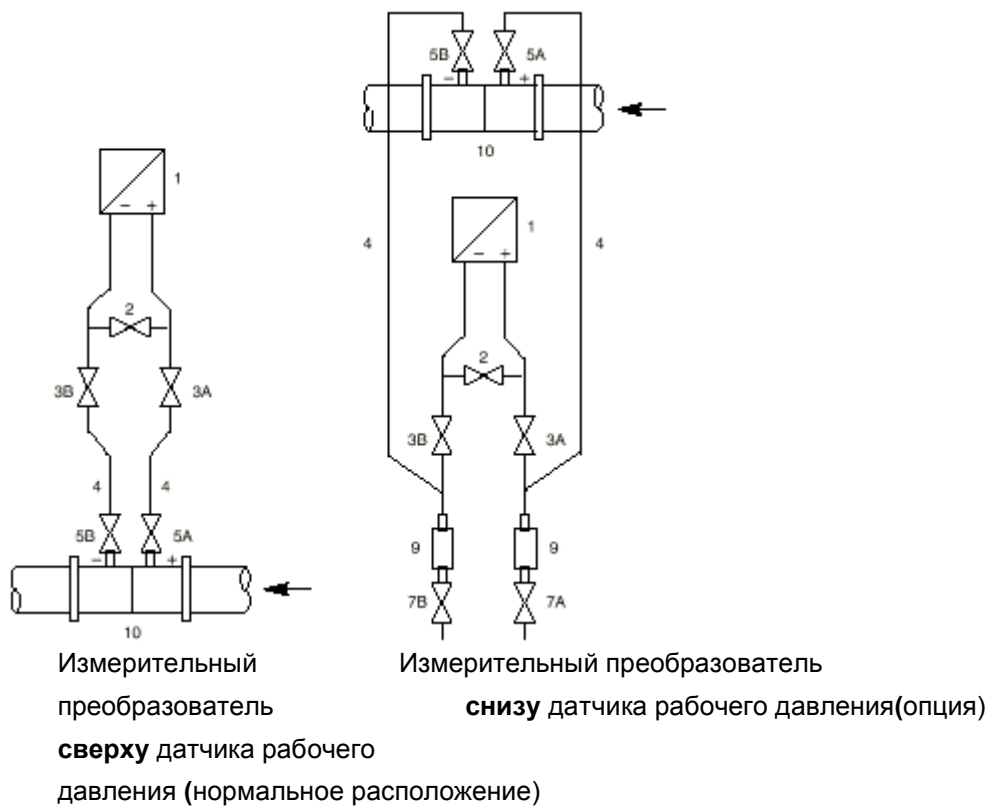 5B 5A
- +
10
1
- +
4 4
2
3B 3A
9 9
7B 7A
1
- +
2
3B 3A
4 4
5B 5A
- +
10
Измерительный
преобразователь
сверху датчика рабочего
давления (нормальное расположение)
Измерительный преобразователь
снизу датчика рабочего давления(опция)